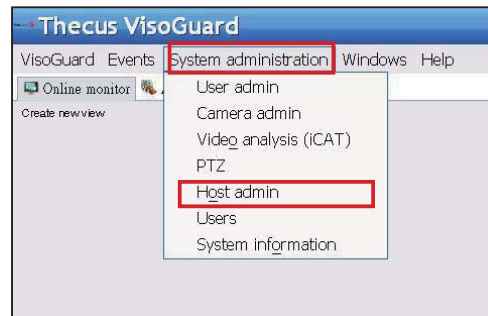 Thecus VisoGuard
VisoGuard Events System administration Windows Help
Online monitor
Create new view
User admin
Camera admin
Video analysis (iCAT)
PTZ
Host admin
Users
System information